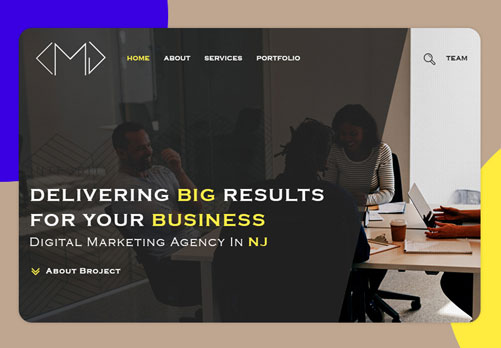 HOME ABOUT SERVICES PORTFOLIO TEAM
DELIVERING BIG RESULTS
FOR YOUR BUSINESS
DIGITAL MARKETING AGENCY IN NJ
ABOUT BROJECT